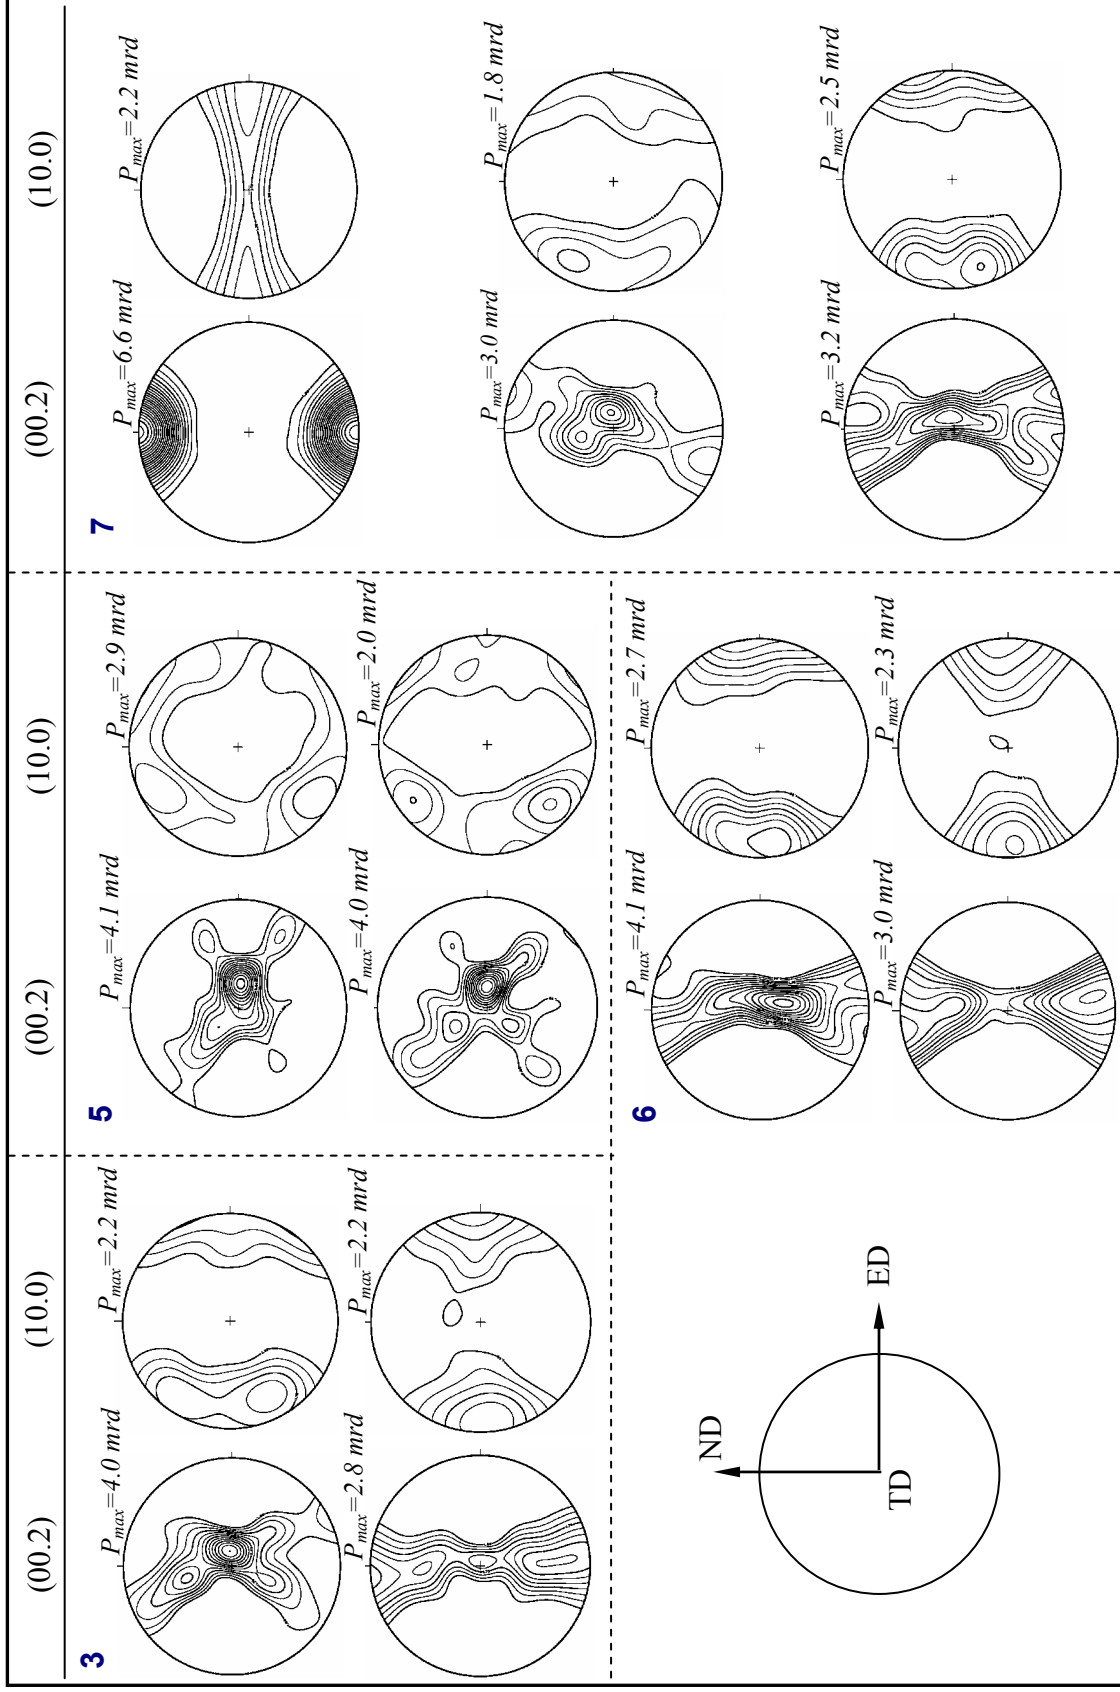 (00.2) (10.0) (00.2) (10.0) (00.2) (10.0)
3
Pmax=4.0 mrd Pmax=2.2 mrd
Pmax=2.8 mrd Pmax=2.2 mrd
5
Pmax=4.1 mrd Pmax=2.9 mrd
Pmax=4.0 mrd Pmax=2.0 mrd
7
Pmax=6.6 mrd Pmax=2.2 mrd
Pmax=3.0 mrd Pmax=1.8 mrd
Pmax=3.2 mrd Pmax=2.5 mrd
ND
TD
ED
6
Pmax=4.1 mrd Pmax=2.7 mrd
Pmax=3.0 mrd Pmax=2.3 mrd